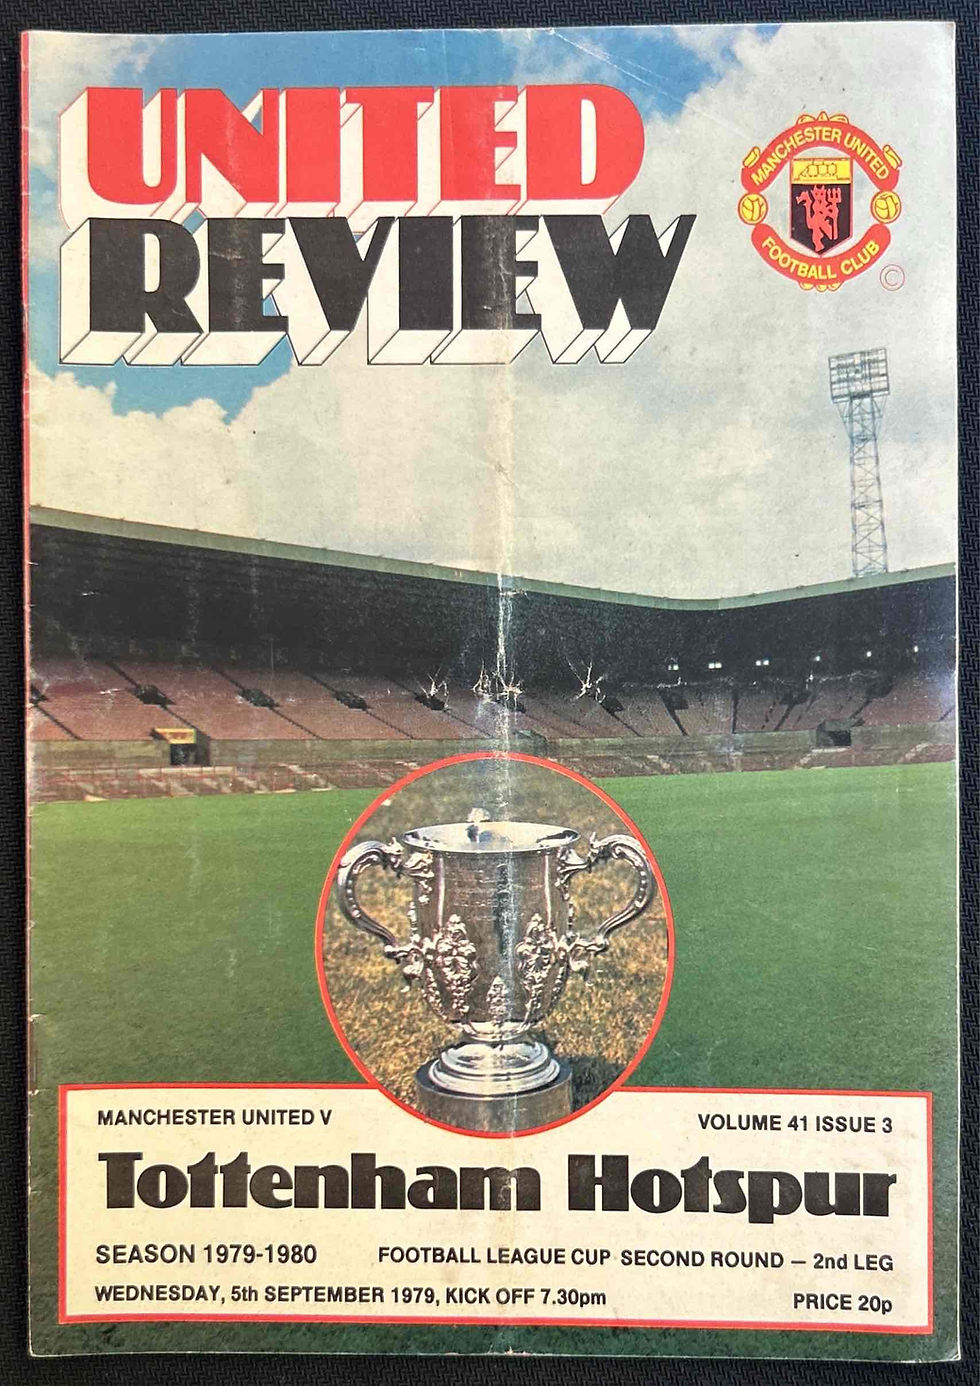 UNITED
REVIEW
MANCHESTER UNITED
FOOTBALL CLUB
©
MANCHESTER UNITED V
VOLUME 41 ISSUE 3
Tottenham Hotspur
SEASON 1979-1980
FOOTBALL LEAGUE CUP SECOND ROUND — 2nd LEG
WEDNESDAY, 5th SEPTEMBER 1979, KICK OFF 7.30pm
PRICE 20p